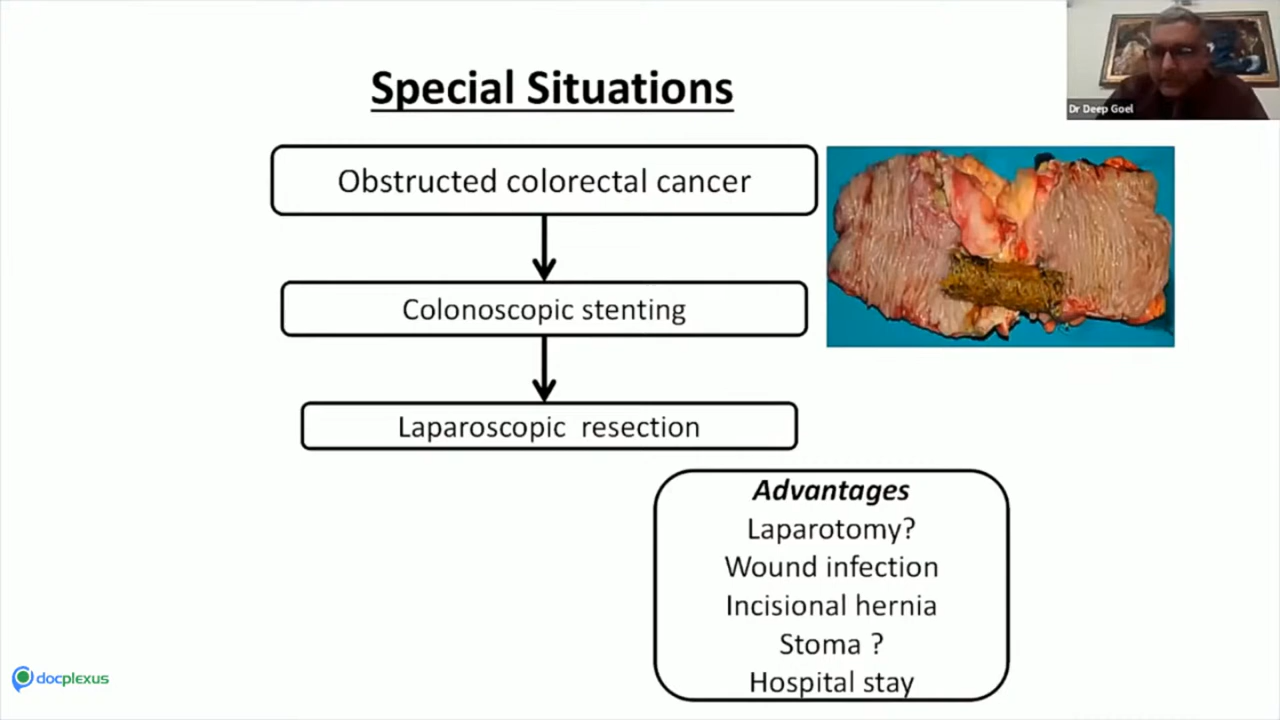 Special Situations
Dr Deep Goel
Obstructed colorectal cancer
Colonoscopic stenting
Laparoscopic resection
Advantages
Laparotomy?
Wound infection
Incisional hernia
Stoma ?
Hospital stay
docplexus